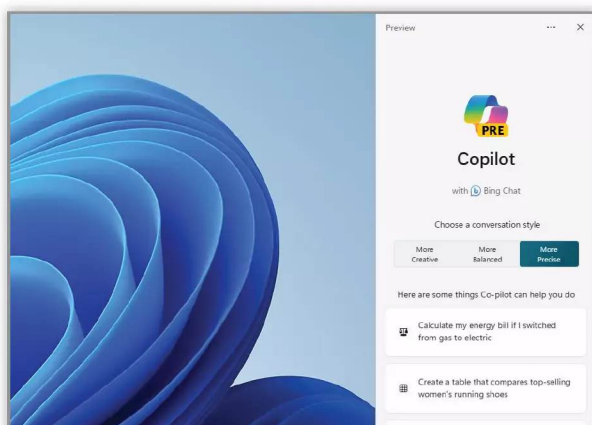 Preview
PRE
Copilot
with b Bing Chat
Choose a conversation style
More
Creative
More
Balanced
More
Precise
Here are some things Co-pilot can help you do
Calculate my energy bill if I switched
from gas to electric
Create a table that compares top-selling
women's running shoes